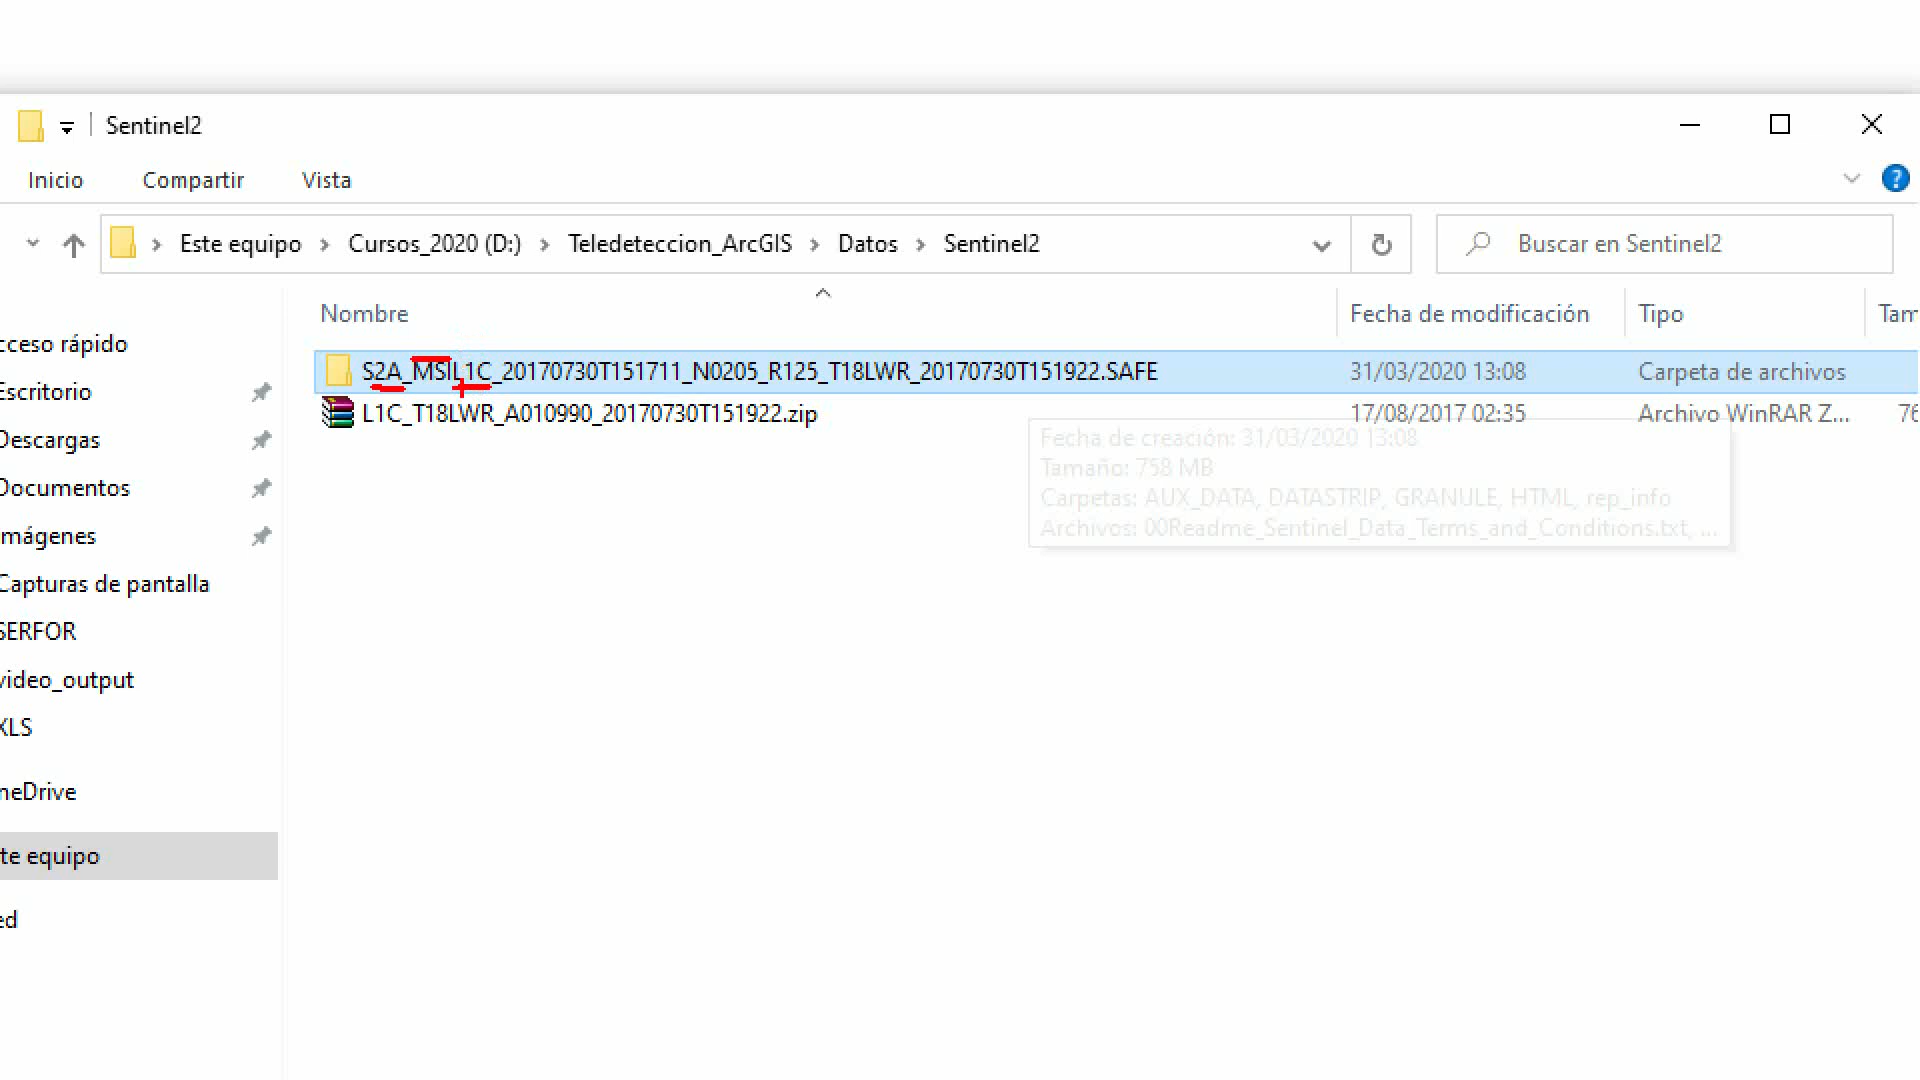 Sentinel2
Inicio Compartir Vista
Este equipo Cursos_2020 (D:) Teledeteccion_ArcGIS Datos Sentinel2
Buscar en Sentinel2
Nombre Fecha de modificación Tipo Tam
S2A_MSIL1C_20170730T151711_N0205_R125_T18LWR_20170730T151922.SAFE 31/03/2020 13:08 Carpeta de archivos
L1C_T18LWR_A010990_20170730T151922.zip 17/08/2017 02:35 Archivo WinRAR Z... 76
Fecha de creación: 31/03/2020 13:08
Tamaño: 758 MB
Carpetas: AUX_DATA, DATASTRIP, GRANULE, HTML, rep_info
Archivos: 00Readme_Sentinel_Data_Terms_and_Conditions.txt, ...
cceso rápido
Escritorio
Descargas
Documentos
mágenes
Capturas de pantalla
SERFOR
video_output
XLS
neDrive
te equipo
ed